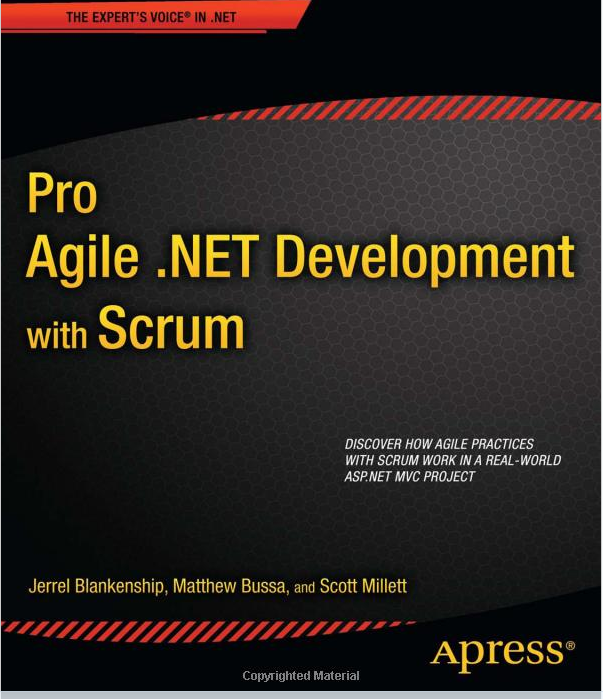 THE EXPERT'S VOICE® IN .NET
Pro
Agile .NET Development
with Scrum
DISCOVER HOW AGILE PRACTICES
WITH SCRUM WORK IN A REAL-WORLD
ASP.NET MVC PROJECT
Jerrel Blankenship, Matthew Bussa, and Scott Millett
Apress®
Copyrighted Material